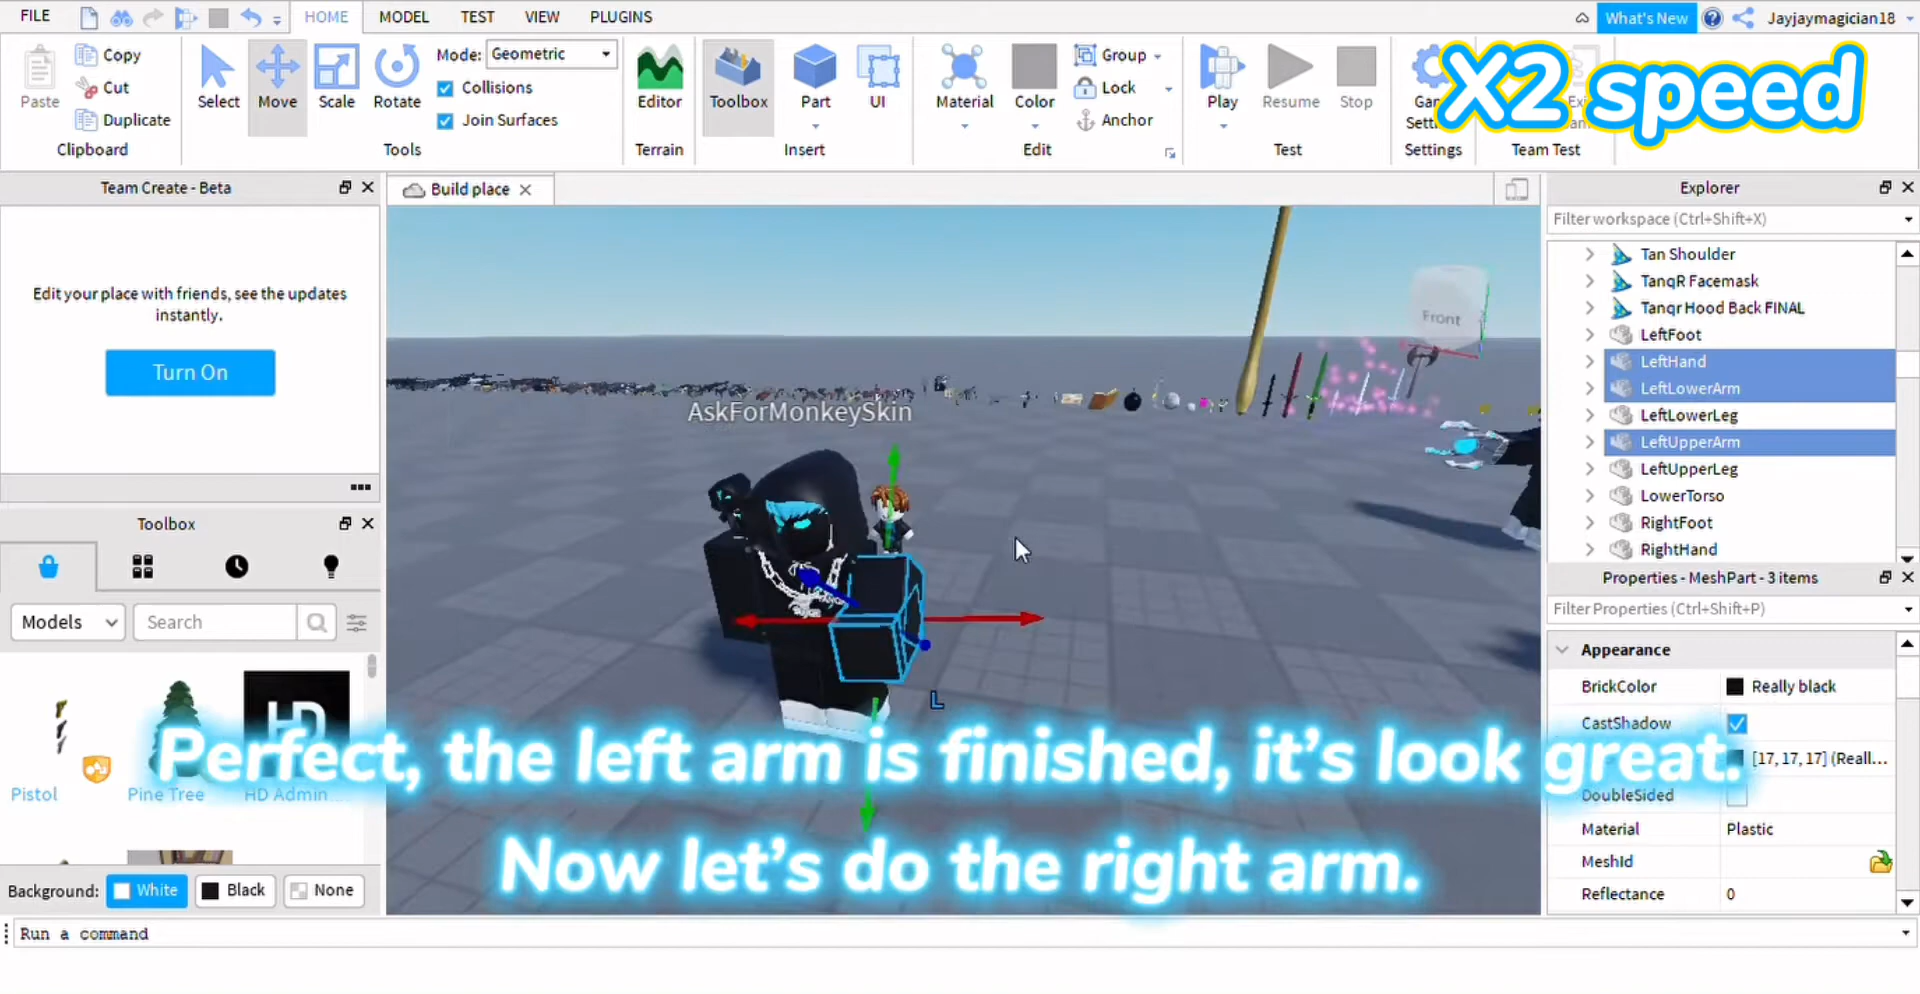 FILE
HOME
MODEL
TEST
VIEW
PLUGINS
What's New
Jayjaymagician18
Paste
Copy
Cut
Duplicate
Clipboard
Select
Move
Scale
Rotate
Mode: Geometric
Collisions
Join Surfaces
Tools
Editor
Terrain
Toolbox
Part
UI
Insert
Material
Color
Group
Lock
Anchor
Edit
Play
Resume
Stop
Test
Settings
Team Test
X2 speed
Team Create - Beta
Edit your place with friends, see the updates
instantly.
Turn On
Toolbox
Models
Search
Pistol
Pine Tree
HD Admin...
Background:
White
Black
None
Run a command
Build place
Front
AskForMonkeySkin
L
Perfect, the left arm is finished, it's look great.
Now let's do the right arm.
Explorer
Filter workspace (Ctrl+Shift+X)
Tan Shoulder
TanqR Facemask
Tanqr Hood Back FINAL
LeftFoot
LeftHand
LeftLowerArm
LeftLowerLeg
LeftUpperArm
LeftUpperLeg
LowerTorso
RightFoot
RightHand
Properties - MeshPart - 3 items
Filter Properties (Ctrl+Shift+P)
Appearance
BrickColor
Really black
CastShadow
[17, 17, 17] (Reall...
DoubleSided
Material
Plastic
MeshId
Reflectance
0